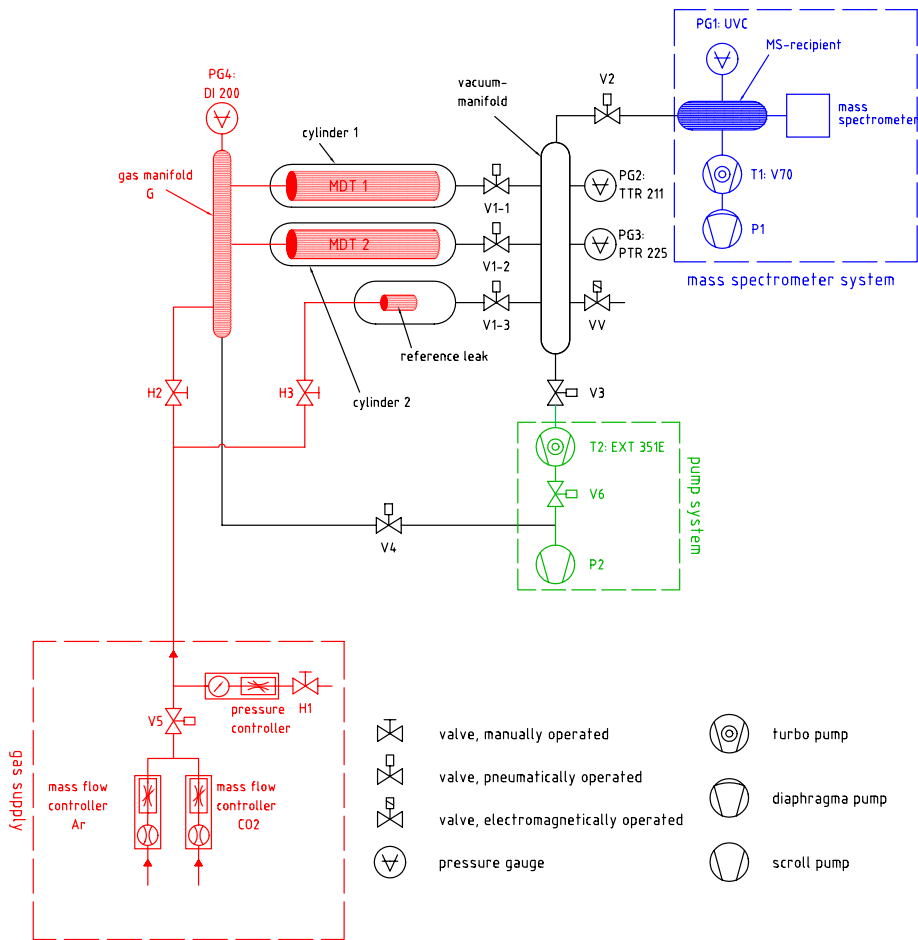 PG1: UVC
MS-recipient
V2
mass
spectrometer
T1: V70
P1
mass spectrometer system
PG4:
DI 200
vacuum-
manifold
cylinder 1
gas manifold
G
MDT 1
V1-1
PG2:
TTR 211
MDT 2
V1-2
PG3:
PTR 225
V1-3
VV
reference leak
H2
H3
cylinder 2
V3
T2: EXT 351E
V6
V4
P2
pump system
gas supply
V5
pressure
controller
H1
mass flow
controller
Ar
mass flow
controller
CO2
valve, manually operated
valve, pneumatically operated
valve, electromagnetically operated
pressure gauge
turbo pump
diaphragma pump
scroll pump